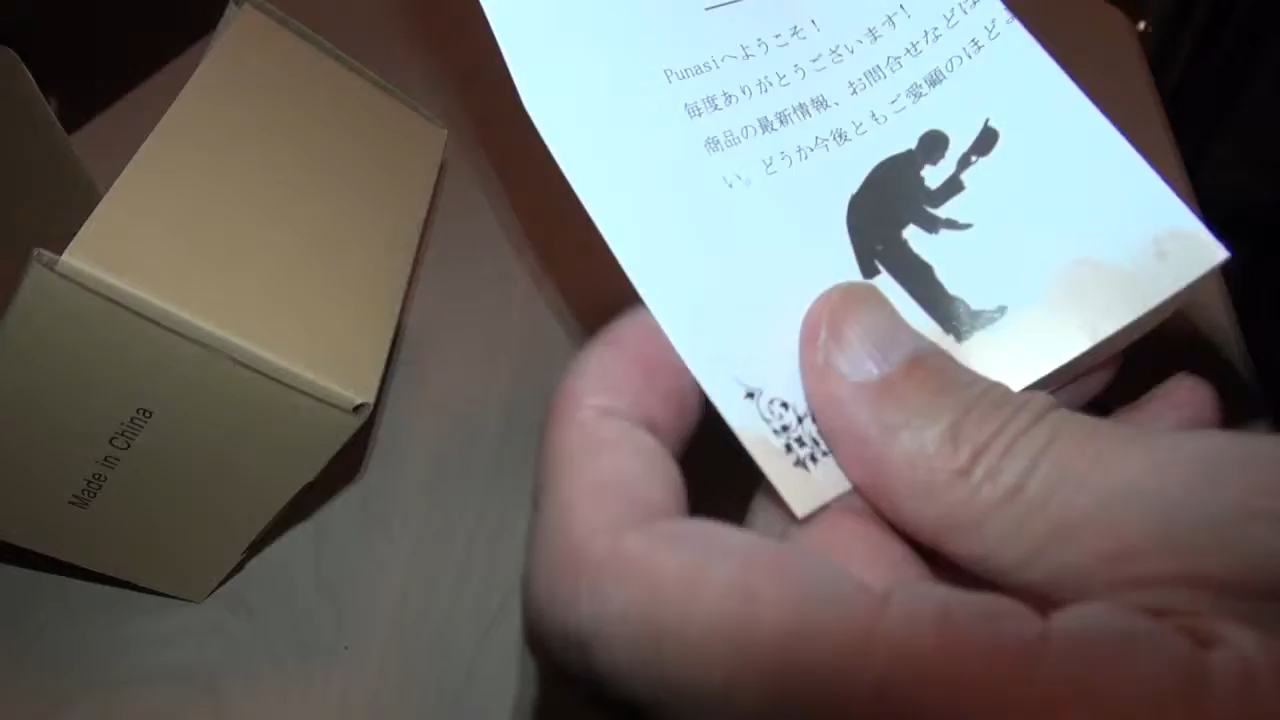 Punasiへようこそ！
毎度ありがとうございます！
商品の最新情報、お問合せなどは
い。どうか今後ともご愛顧のほどよ
Made in China